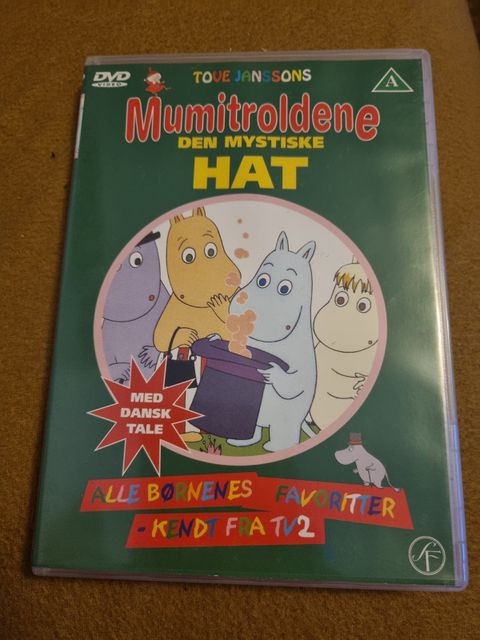 DVD
VIDEO
TOVE JANSSONS
A
Mumitroldene
DEN MYSTISKE
HAT
MED
DANSK
TALE
ALLE BØRNENES FAVORITTER
- KENDT FRA TV2
SF